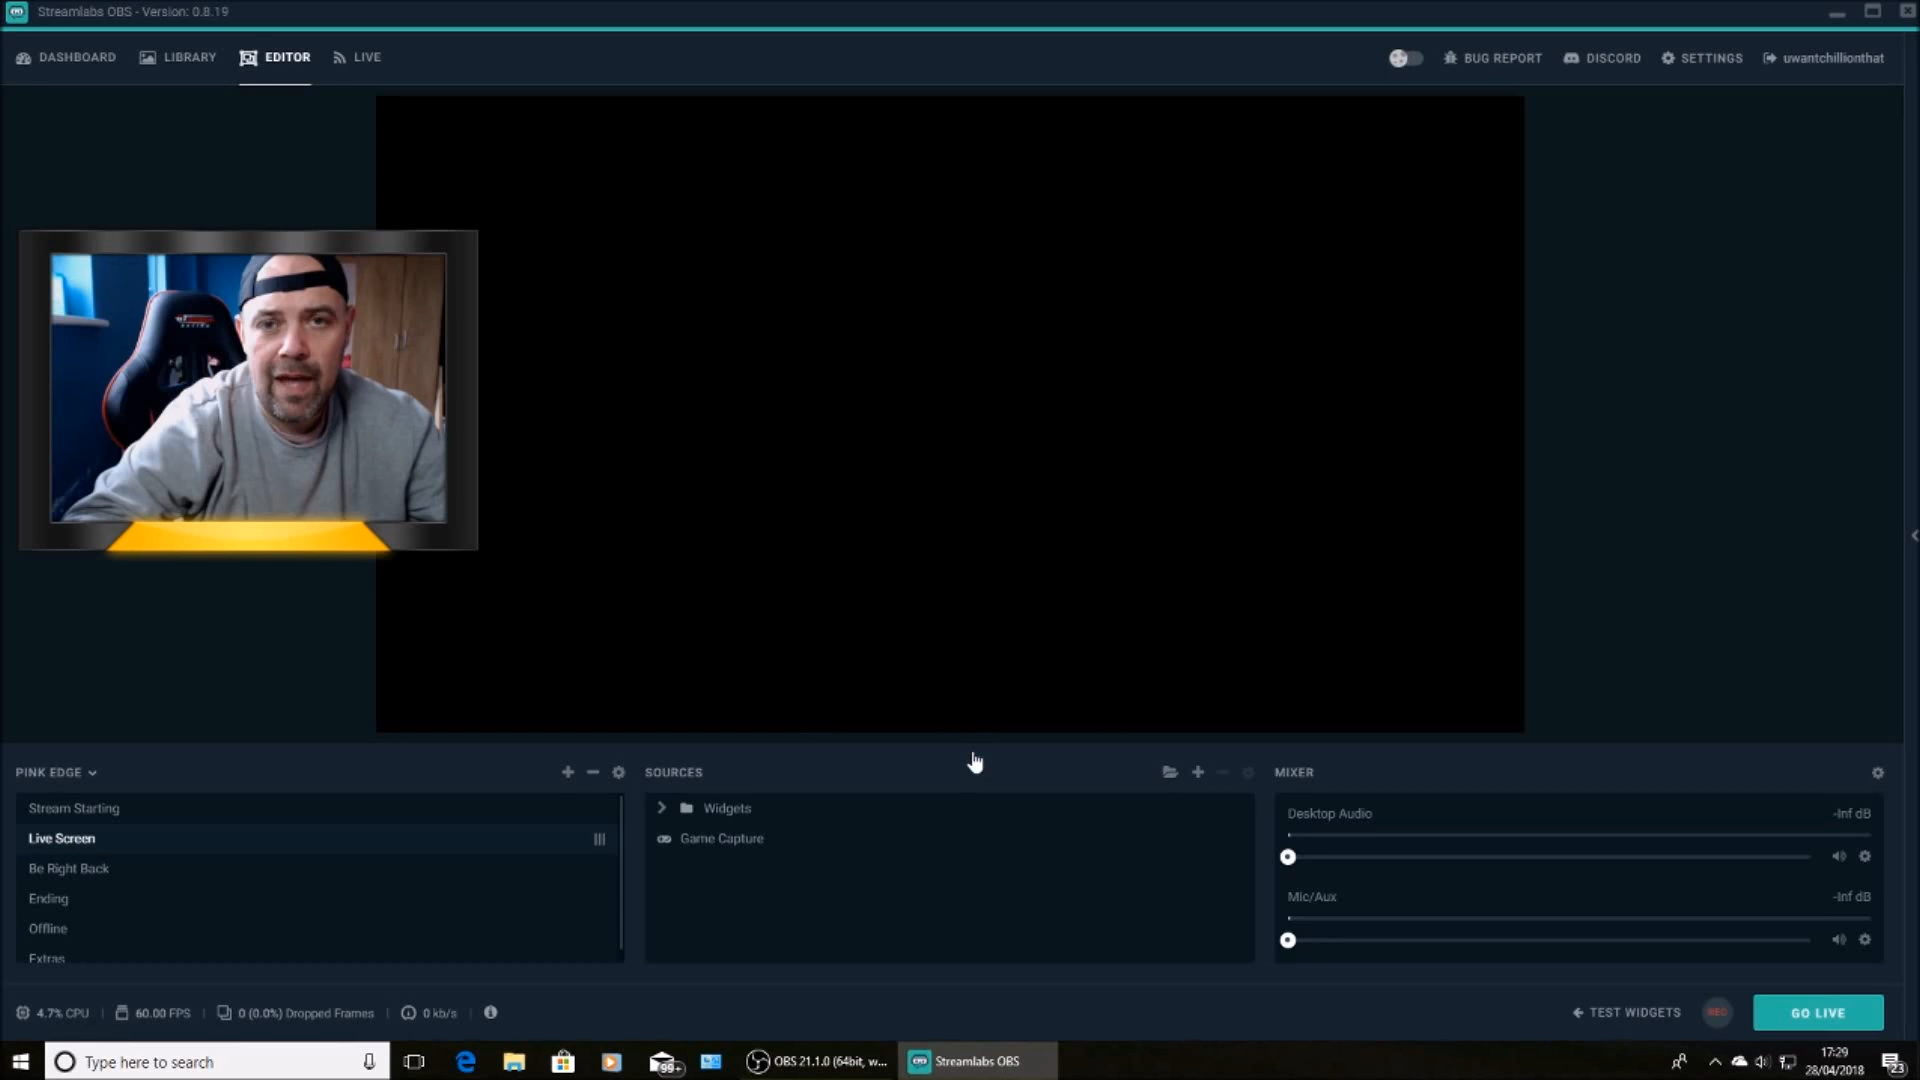 Streamlabs OBS - Version: 0.8.19
DASHBOARD
LIBRARY
EDITOR
LIVE
BUG REPORT
DISCORD
SETTINGS
uwantchillionthat
PINK EDGE
Stream Starting
Live Screen
Be Right Back
Ending
Offline
Extras
SOURCES
Widgets
Game Capture
MIXER
Desktop Audio
-Inf dB
Mic/Aux
-Inf dB
4.7% CPU
60.00 FPS
0 (0.0%) Dropped Frames
0 kb/s
TEST WIDGETS
REC
GO LIVE
Type here to search
99+
OBS 21.1.0 (64bit, w...
Streamlabs OBS
17:29
28/04/2018
23